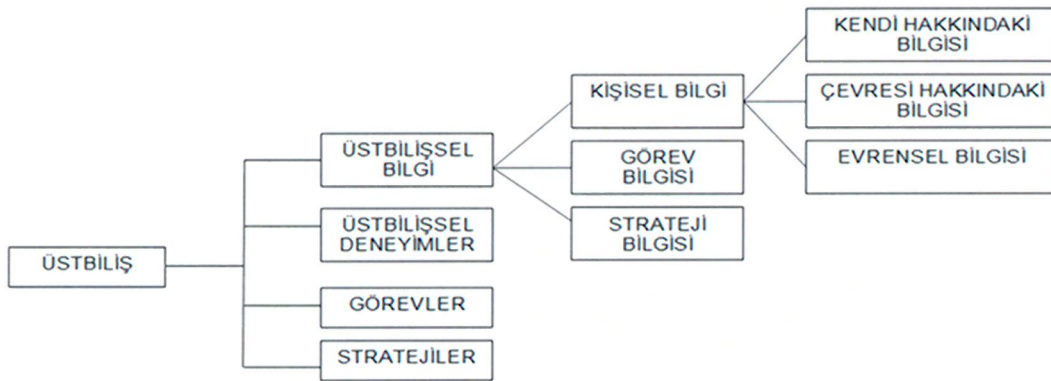 KENDİ HAKKINDAKİ
BİLGİSİ
KİŞİSEL BİLGİ
ÇEVRESİ HAKKINDAKİ
BİLGİSİ
ÜSTBİLİŞSEL
BİLGİ
GÖREV
BİLGİSİ
EVRENSEL BİLGİSİ
ÜSTBİLİŞSEL
DENEYİMLER
STRATEJİ
BİLGİSİ
ÜSTBİLİŞ
GÖREVLER
STRATEJİLER